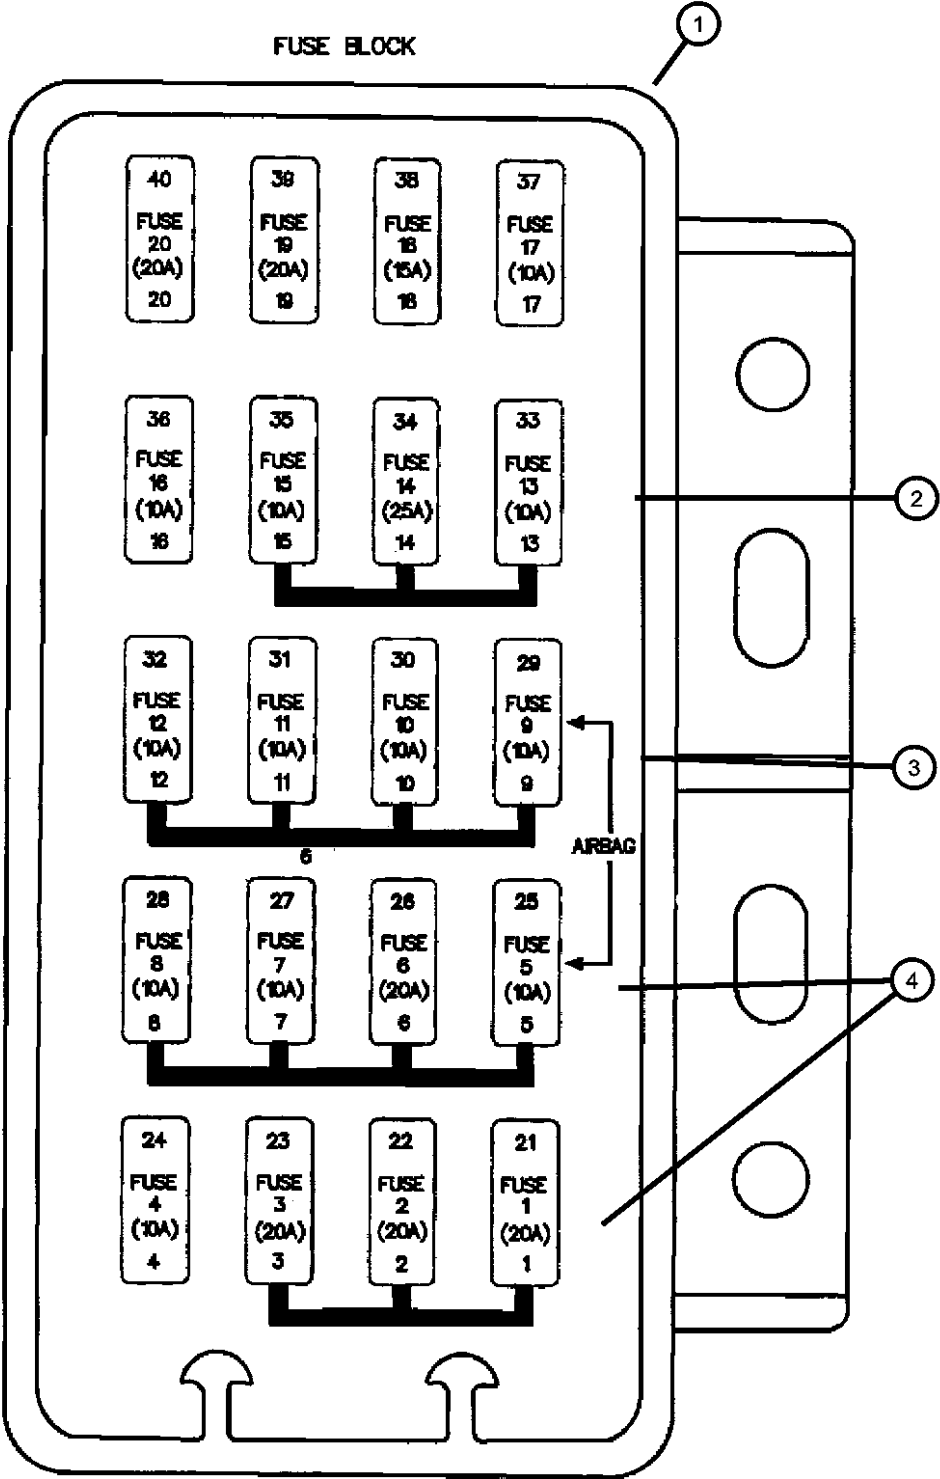 1
FUSE BLOCK
40 39 38 37
FUSE FUSE FUSE FUSE
20 19 18 17
(20A) (20A) (15A) (10A)
20 19 18 17
36 35 34 33
FUSE FUSE FUSE FUSE
16 15 14 13
(10A) (10A) (25A) (10A)
16 15 14 13
2
32 31 30 29
FUSE FUSE FUSE FUSE
12 11 10 9
(10A) (10A) (10A) (10A)
12 11 10 9
3
AIRBAG
6
28 27 26 25
FUSE FUSE FUSE FUSE
8 7 6 5
(10A) (10A) (20A) (10A)
8 7 6 5
4
24 23 22 21
FUSE FUSE FUSE FUSE
4 3 2 1
(10A) (20A) (20A) (20A)
4 3 2 1